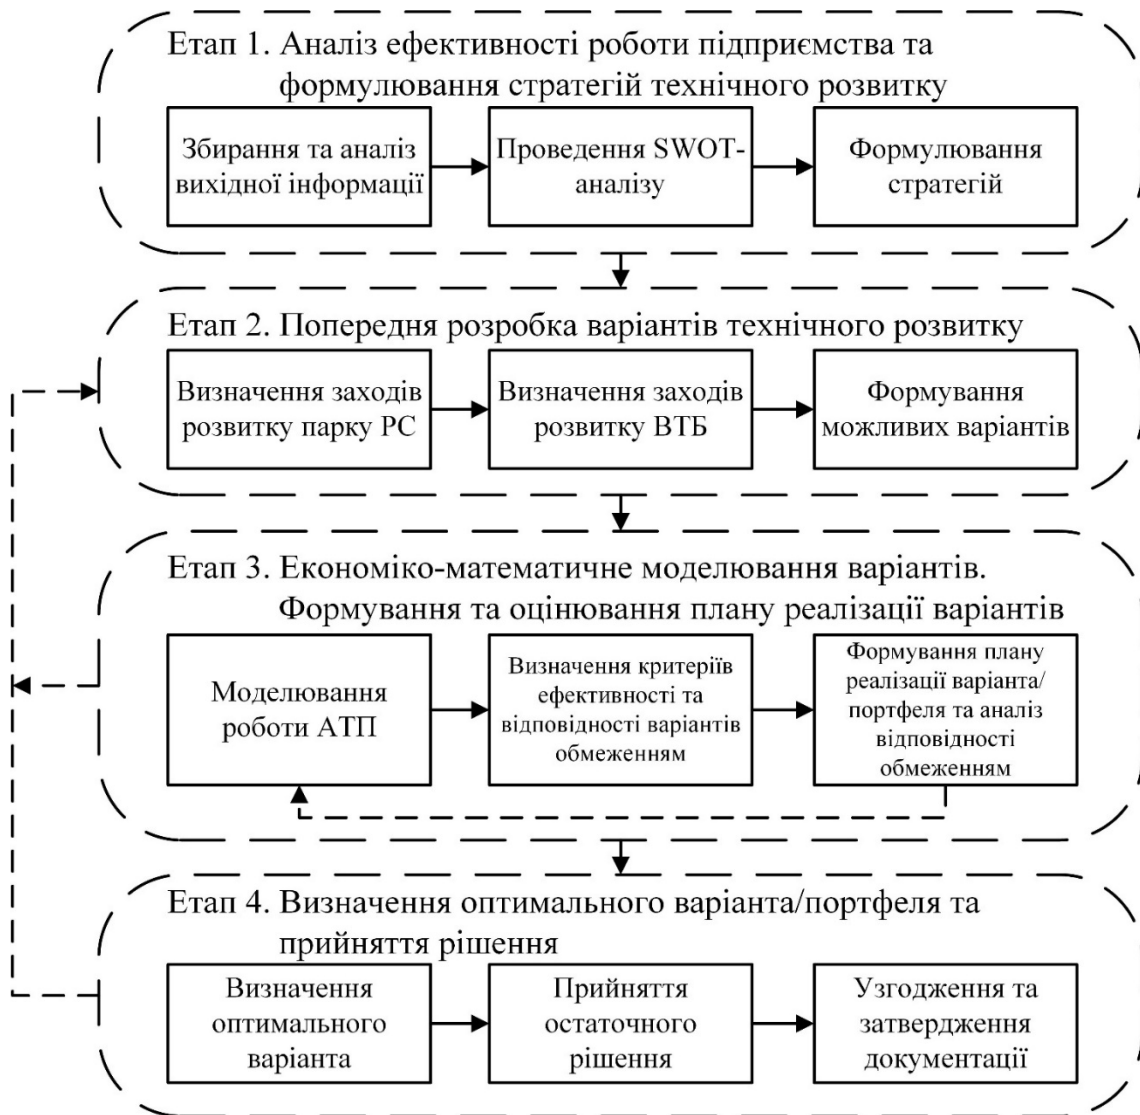 Етап 1. Аналіз ефективності роботи підприємства та
формулювання стратегій технічного розвитку
Збирання та аналіз
вихідної інформації
Проведення SWOT-
аналізу
Формулювання
стратегій
Етап 2. Попередня розробка варіантів технічного розвитку
Визначення заходів
розвитку парку РС
Визначення заходів
розвитку ВТБ
Формування
можливих варіантів
Етап 3. Економіко-математичне моделювання варіантів.
Формування та оцінювання плану реалізації варіантів
Моделювання
роботи АТП
Визначення критеріїв
ефективності та
відповідності варіантів
обмеженням
Формування плану
реалізації варіанта/
портфеля та аналіз
відповідності
обмеженням
Етап 4. Визначення оптимального варіанта/портфеля та
прийняття рішення
Визначення
оптимального
варіанта
Прийняття
остаточного
рішення
Узгодження та
затвердження
документації